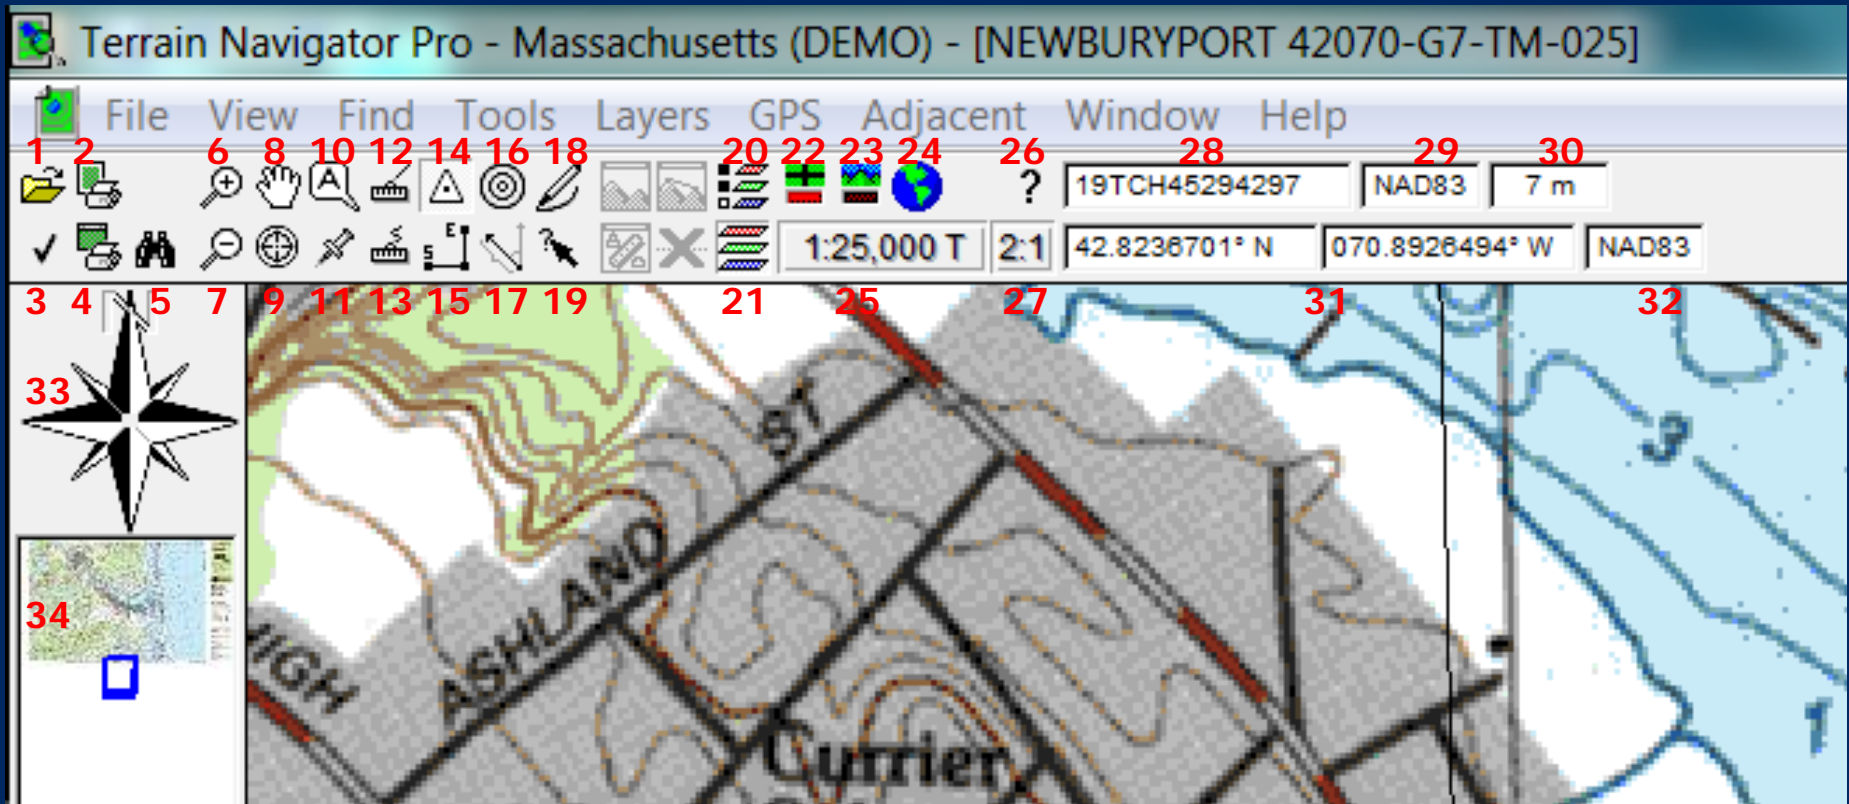 Terrain Navigator Pro - Massachusetts (DEMO) - [NEWBURYPORT 42070-G7-TM-025]
File View Find Tools Layers GPS Adjacent Window Help
1 2 6 8 10 12 14 16 18 20 22 23 24 26 28 29 30
A ? 19TCH45294297 NAD83 7 m
S E ? 1:25,000 T 2:1 42.8236701° N 070.8926494° W NAD83
3 4 5 7 9 11 13 15 17 19 21 25 27 31 32
N
33
ST
3
ASHLAND
34
HIGH
1
Currier